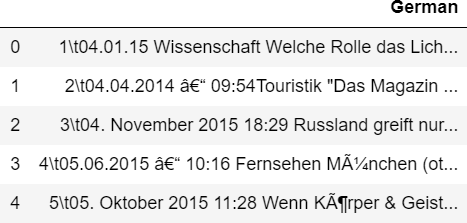 German
0 1\t04.01.15 Wissenschaft Welche Rolle das Lich...
1 2\t04.04.2014 â€“ 09:54Touristik "Das Magazin ...
2 3\t04. November 2015 18:29 Russland greift nur...
3 4\t05.06.2015 â€“ 10:16 Fernsehen MÃ¼nchen (ot...
4 5\t05. Oktober 2015 11:28 Wenn KÃ¶rper & Geist...